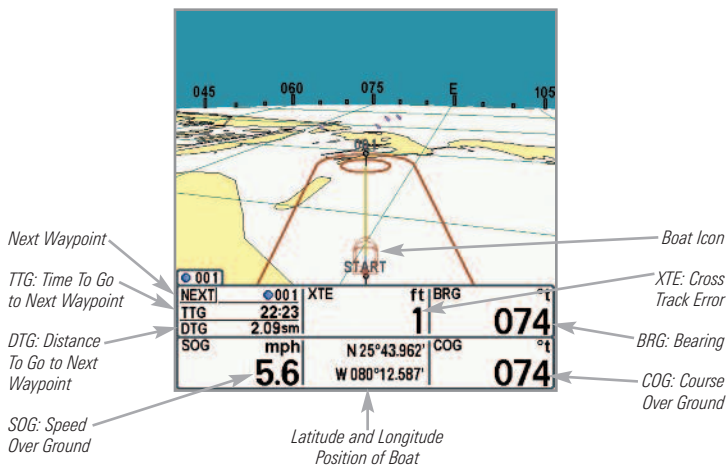 045 060 075 E 105
001
START
001
NEXT 001
TTG 22:23
DTG 2.09sm
XTE ft
1
BRG °t
074
SOG mph
5.6
N 25°43.962'
W 080°12.587'
COG °t
074
Next Waypoint
TTG: Time To Go
to Next Waypoint
DTG: Distance
To Go to Next
Waypoint
SOG: Speed
Over Ground
Latitude and Longitude
Position of Boat
Boat Icon
XTE: Cross
Track Error
BRG: Bearing
COG: Course
Over Ground